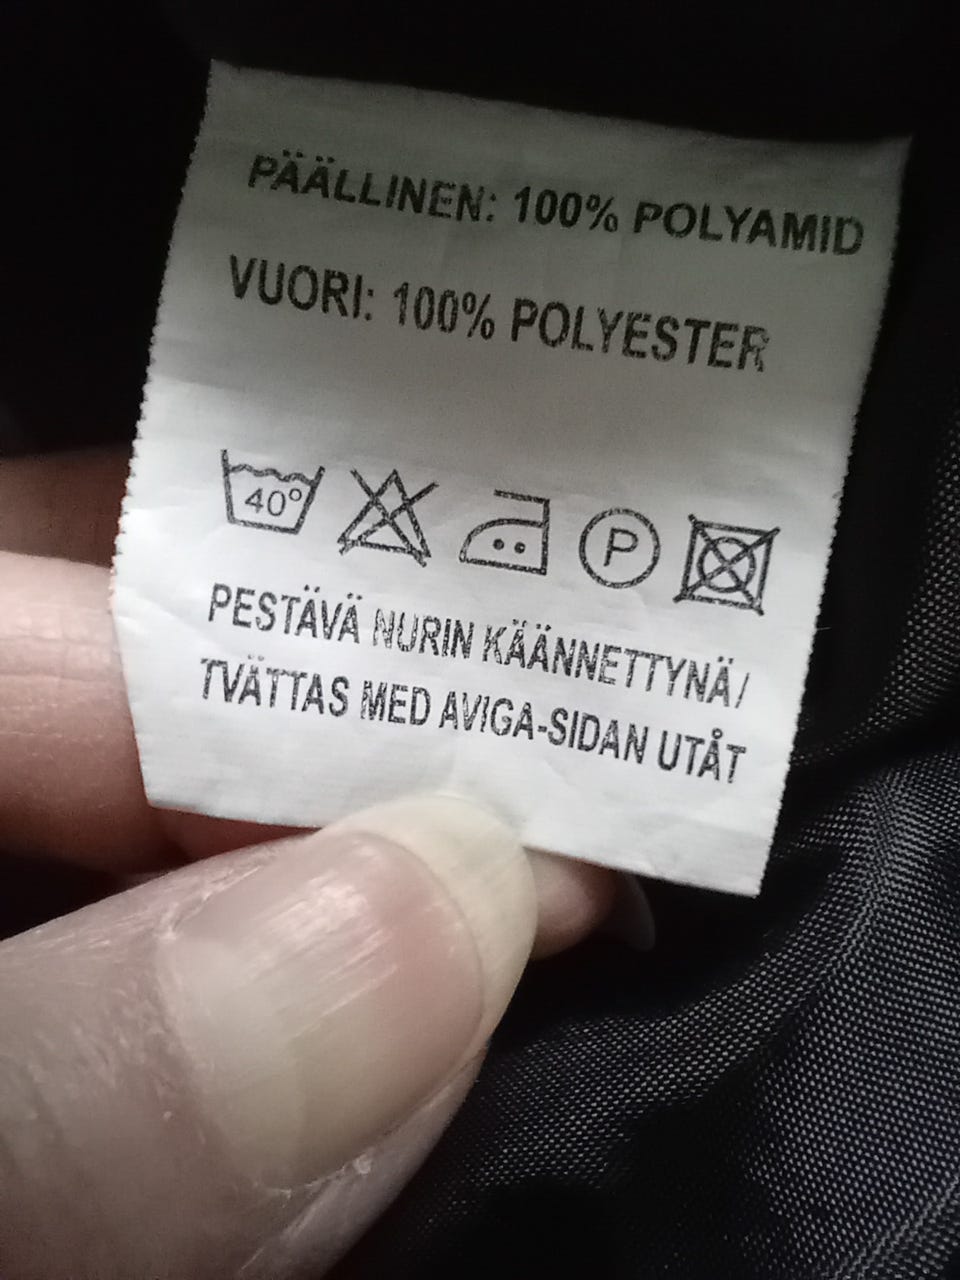 PÄÄLLINEN: 100% POLYAMID
VUORI: 100% POLYESTER
40° P
PESTÄVÄ NURIN KÄÄNNETTYNÄ/
TVÄTTAS MED AVIGA-SIDAN UTÅT